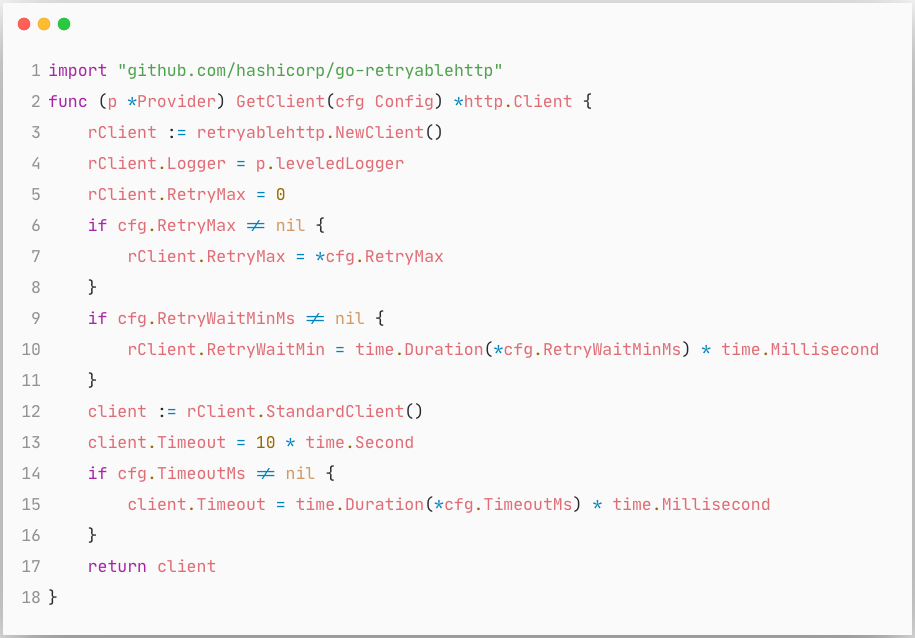 1 import "github.com/hashicorp/go-retryablehttp"
2 func (p *Provider) GetClient(cfg Config) *http.Client {
3     rClient := retryablehttp.NewClient()
4     rClient.Logger = p.leveledLogger
5     rClient.RetryMax = 0
6     if cfg.RetryMax ≠ nil {
7         rClient.RetryMax = *cfg.RetryMax
8     }
9     if cfg.RetryWaitMinMs ≠ nil {
10         rClient.RetryWaitMin = time.Duration(*cfg.RetryWaitMinMs) * time.Millisecond
11     }
12     client := rClient.StandardClient()
13     client.Timeout = 10 * time.Second
14     if cfg.TimeoutMs ≠ nil {
15         client.Timeout = time.Duration(*cfg.TimeoutMs) * time.Millisecond
16     }
17     return client
18 }